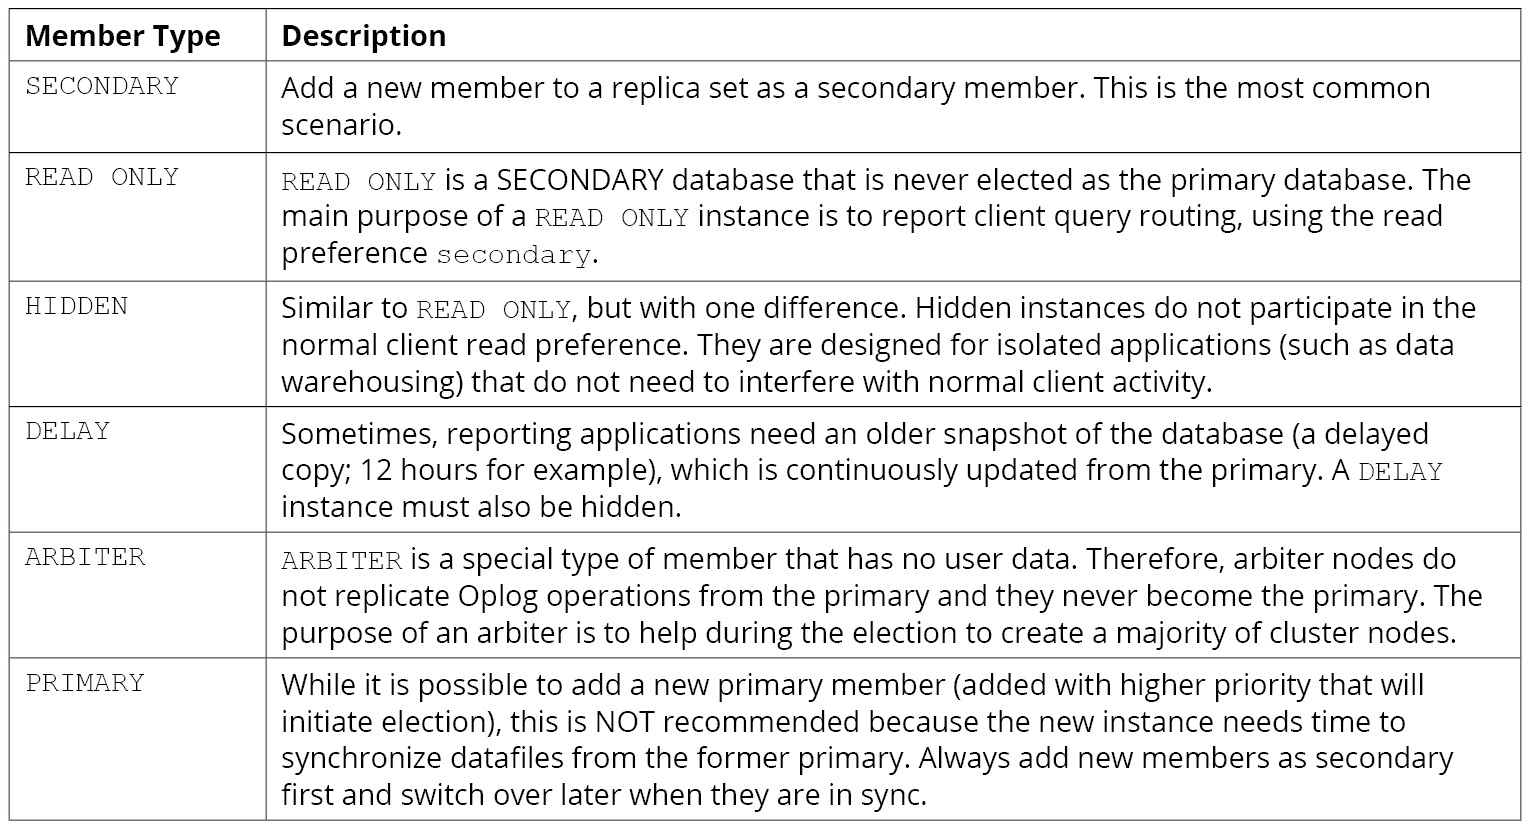 Member Type
Description
SECONDARY
Add a new member to a replica set as a secondary member. This is the most common
scenario.
READ ONLY
READ ONLY is a SECONDARY database that is never elected as the primary database. The
main purpose of a READ ONLY instance is to report client query routing, using the read
preference secondary.
HIDDEN
Similar to READ ONLY, but with one difference. Hidden instances do not participate in the
normal client read preference. They are designed for isolated applications (such as data
warehousing) that do not need to interfere with normal client activity.
DELAY
Sometimes, reporting applications need an older snapshot of the database (a delayed
copy; 12 hours for example), which is continuously updated from the primary. A DELAY
instance must also be hidden.
ARBITER
ARBITER is a special type of member that has no user data. Therefore, arbiter nodes do
not replicate Oplog operations from the primary and they never become the primary. The
purpose of an arbiter is to help during the election to create a majority of cluster nodes.
PRIMARY
While it is possible to add a new primary member (added with higher priority that will
initiate election), this is NOT recommended because the new instance needs time to
synchronize datafiles from the former primary. Always add new members as secondary
first and switch over later when they are in sync.